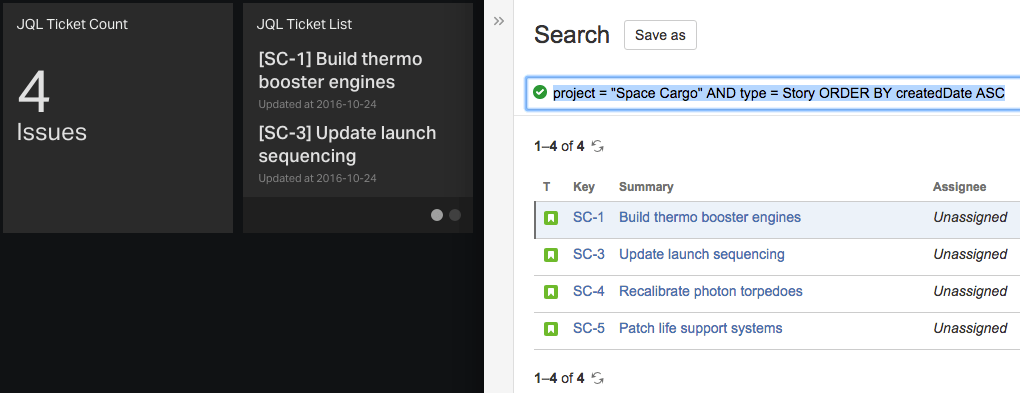 JQL Ticket Count
4
Issues
JQL Ticket List
[SC-1] Build thermo
booster engines
Updated at 2016-10-24
[SC-3] Update launch
sequencing
Updated at 2016-10-24
Search
Save as
project = "Space Cargo" AND type = Story ORDER BY createdDate ASC
1–4 of 4
T Key Summary Assignee
SC-1 Build thermo booster engines Unassigned
SC-3 Update launch sequencing Unassigned
SC-4 Recalibrate photon torpedoes Unassigned
SC-5 Patch life support systems Unassigned
1–4 of 4